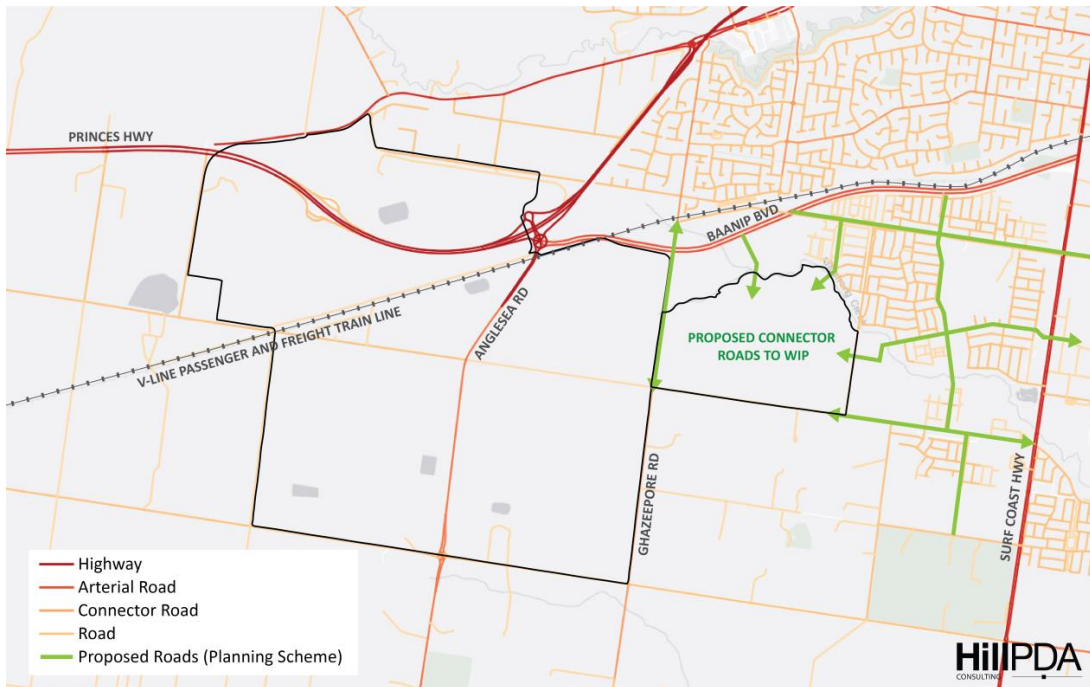 PRINCES HWY
BAANIP BVD
ANGLESEA RD
V-LINE PASSENGER AND FREIGHT TRAIN LINE
PROPOSED CONNECTOR
ROADS TO WIP
GHAZEEPORE RD
SURF COAST HWY
Highway
Arterial Road
Connector Road
Road
Proposed Roads (Planning Scheme)
HillPDA
CONSULTING